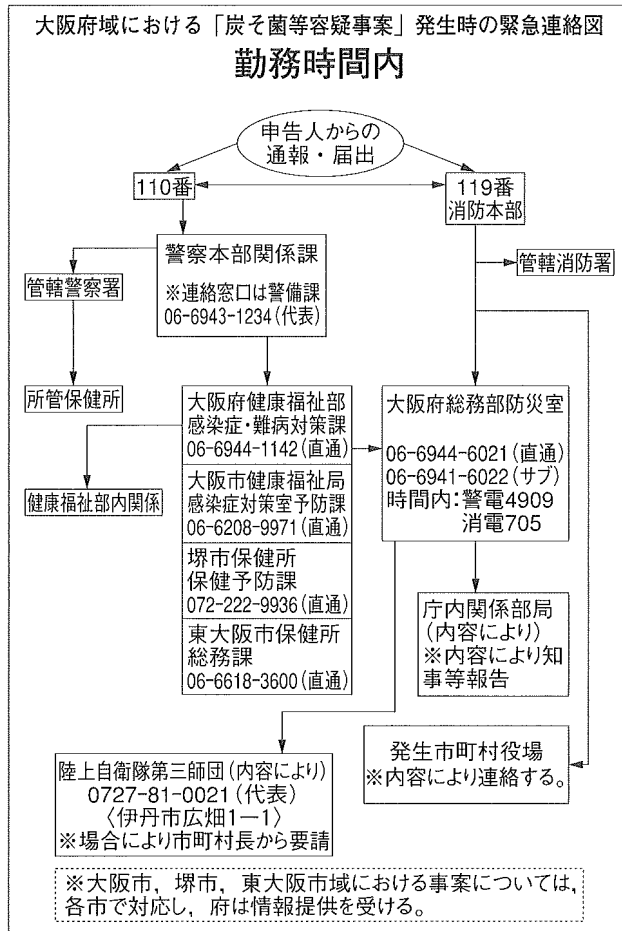 大阪府域における「炭そ菌等容疑事案」発生時の緊急連絡図
勤務時間内
申告人からの
通報・届出
110番
119番
消防本部
警察本部関係課
※連絡窓口は警備課
06-6943-1234(代表)
管轄消防署
管轄警察署
所管保健所
大阪府健康福祉部
感染症・難病対策課
06-6944-1142(直通)
大阪市健康福祉局
感染症対策室予防課
06-6208-9971(直通)
堺市保健所
保健予防課
072-222-9936(直通)
東大阪市保健所
総務課
06-6618-3600(直通)
大阪府総務部防災室
06-6944-6021(直通)
06-6941-6022(サブ)
時間内:警電4909
消電705
健康福祉部内関係
庁内関係部局
(内容により)
※内容により知
事等報告
発生市町村役場
※内容により連絡する。
陸上自衛隊第三師団(内容により)
0727-81-0021(代表)
〈伊丹市広畑1－1〉
※場合により市町村長から要請
※大阪市，堺市，東大阪市域における事案については，
各市で対応し，府は情報提供を受ける。